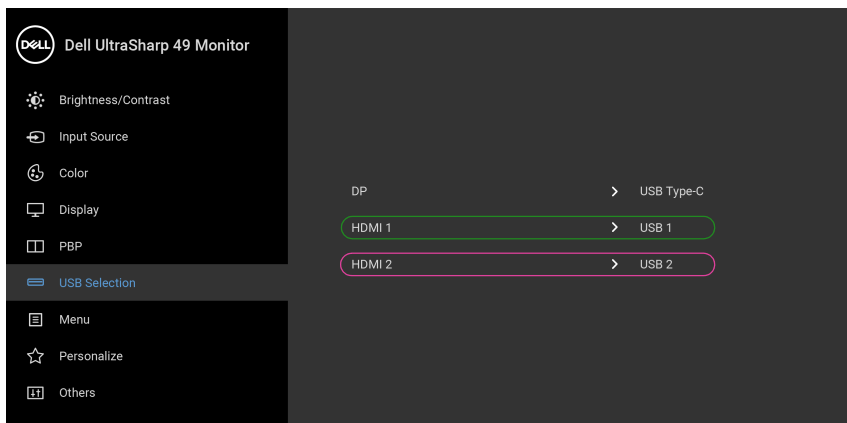 DELL
Dell UltraSharp 49 Monitor
Brightness/Contrast
Input Source
Color
Display
PBP
USB Selection
Menu
Personalize
Others
DP > USB Type-C
HDMI 1 > USB 1
HDMI 2 > USB 2